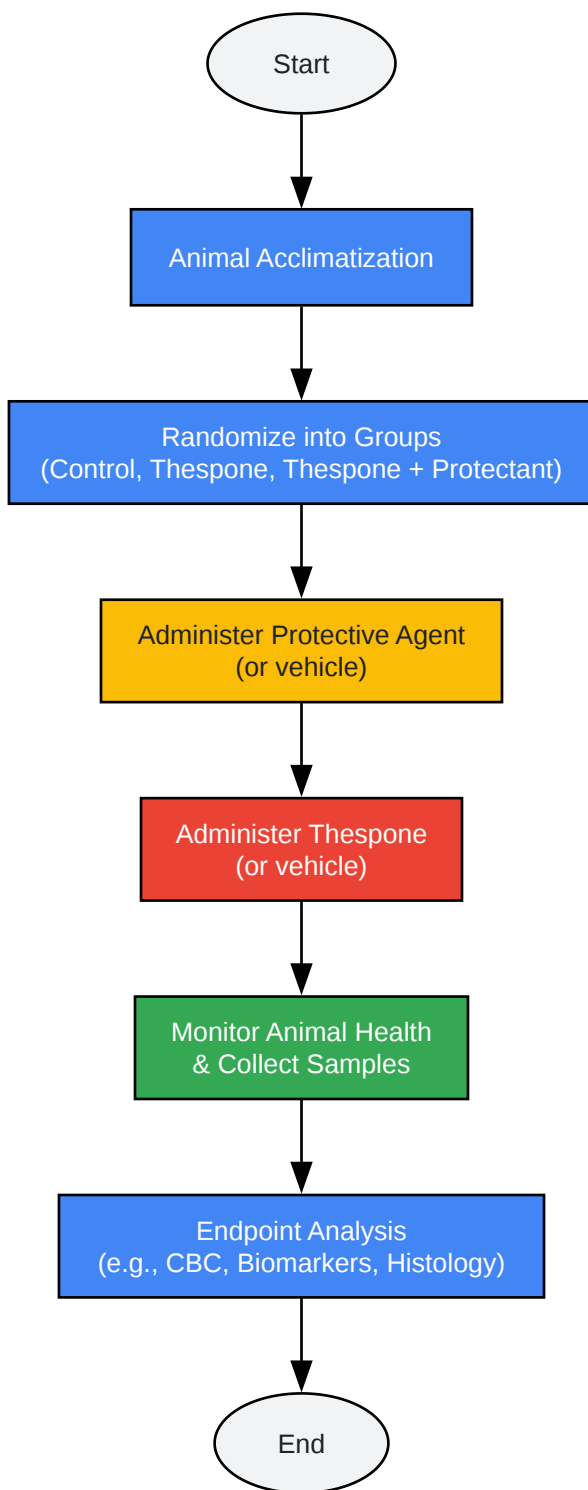 Start
Animal Acclimatization
Randomize into Groups
(Control, Thespone, Thespone + Protectant)
Administer Protective Agent
(or vehicle)
Administer Thespone
(or vehicle)
Monitor Animal Health
& Collect Samples
Endpoint Analysis
(e.g., CBC, Biomarkers, Histology)
End